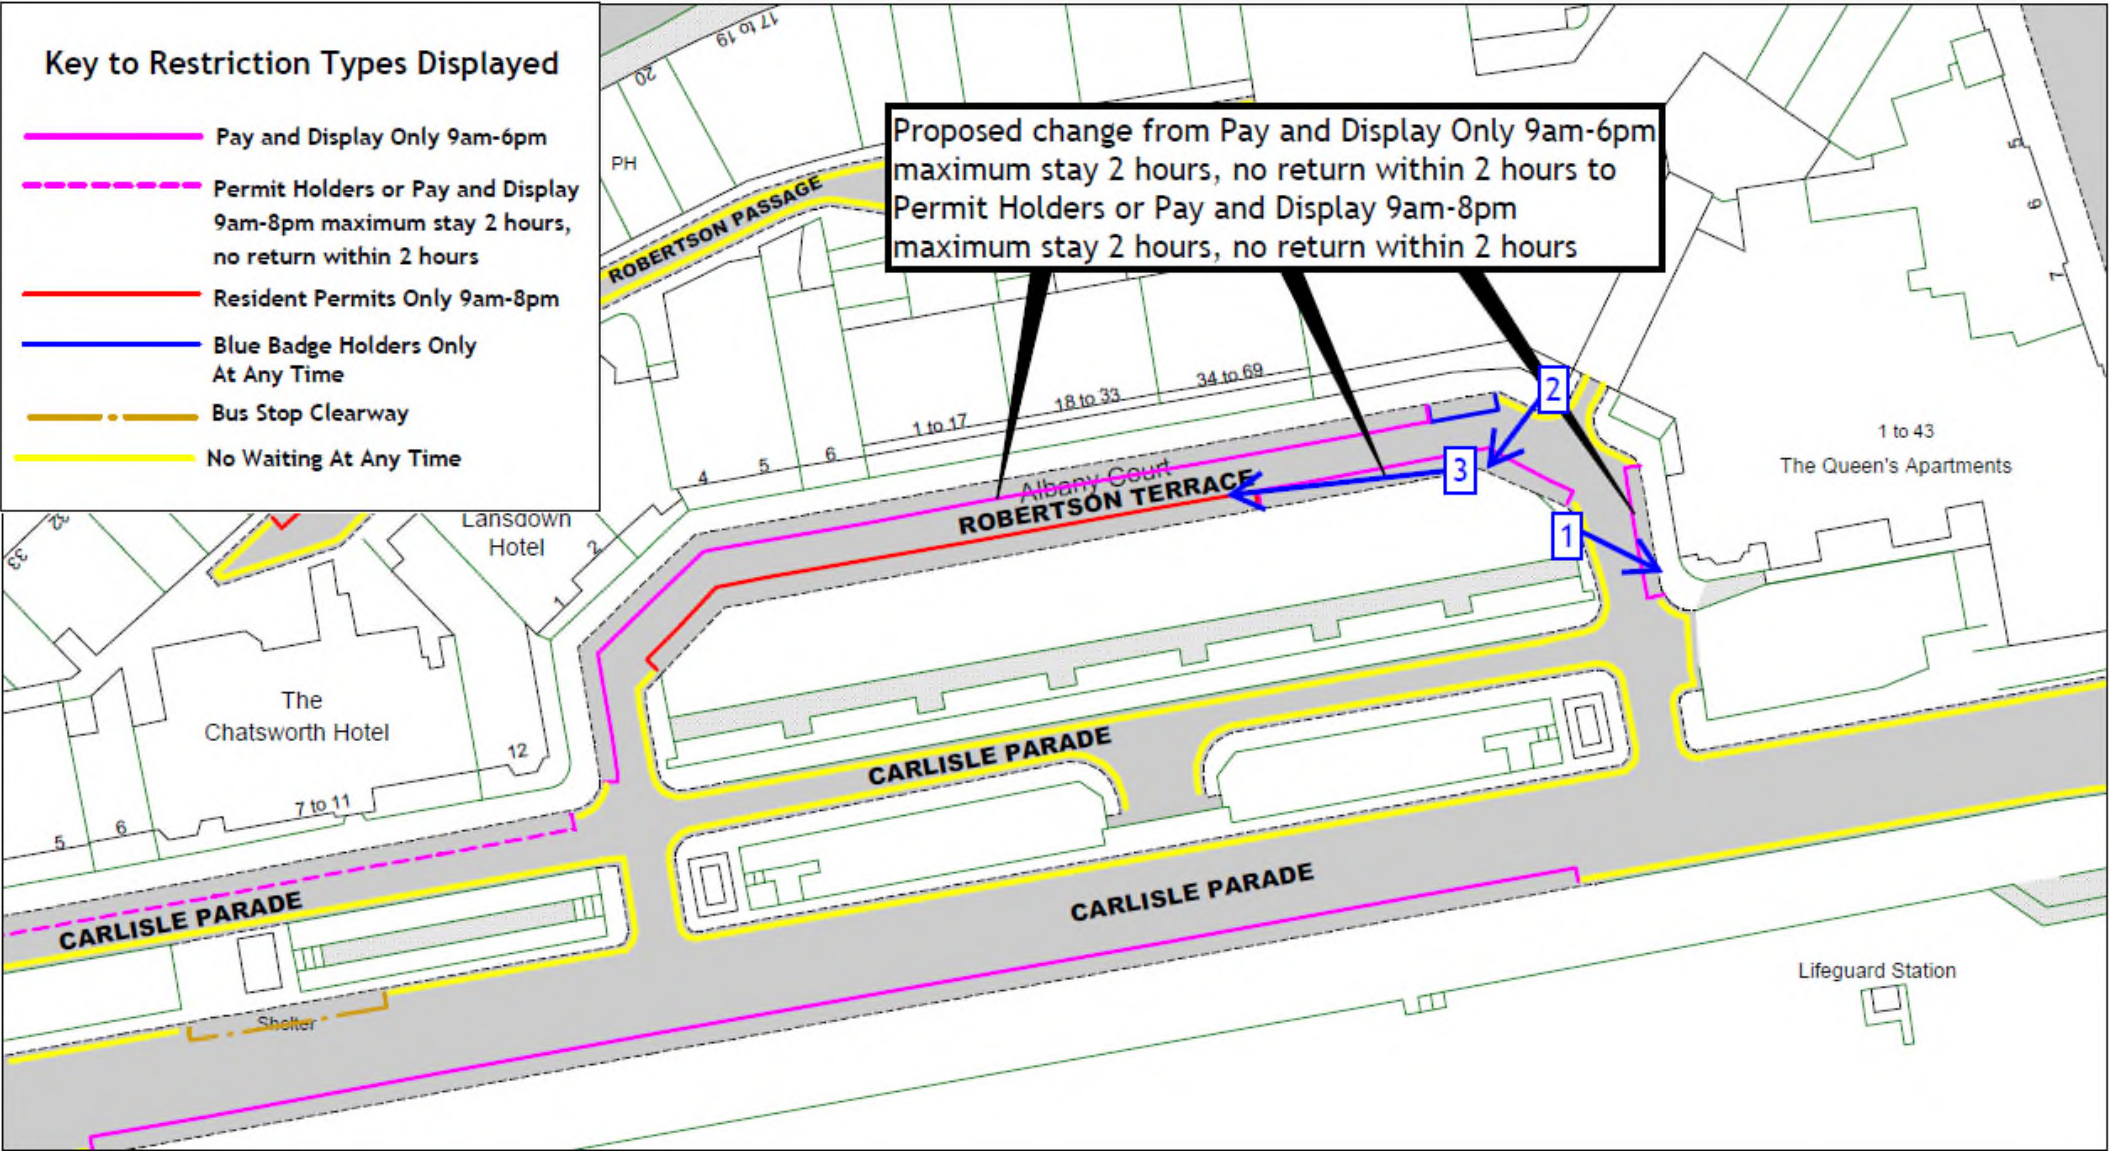 Key to Restriction Types Displayed
Pay and Display Only 9am-6pm
Permit Holders or Pay and Display
9am-8pm maximum stay 2 hours,
no return within 2 hours
Resident Permits Only 9am-8pm
Blue Badge Holders Only
At Any Time
Bus Stop Clearway
No Waiting At Any Time
17 to 19
20
PH
ROBERTSON PASSAGE
Proposed change from Pay and Display Only 9am-6pm
maximum stay 2 hours, no return within 2 hours to
Permit Holders or Pay and Display 9am-8pm
maximum stay 2 hours, no return within 2 hours
5
6
7
34 to 69
18 to 33
1 to 17
6
5
4
2
1
3
1 to 43
The Queen's Apartments
Albany Court
ROBERTSON TERRACE
1
2
Lansdown
Hotel
32
33
The
Chatsworth Hotel
12
7 to 11
6
5
CARLISLE PARADE
CARLISLE PARADE
CARLISLE PARADE
Lifeguard Station
Shelter